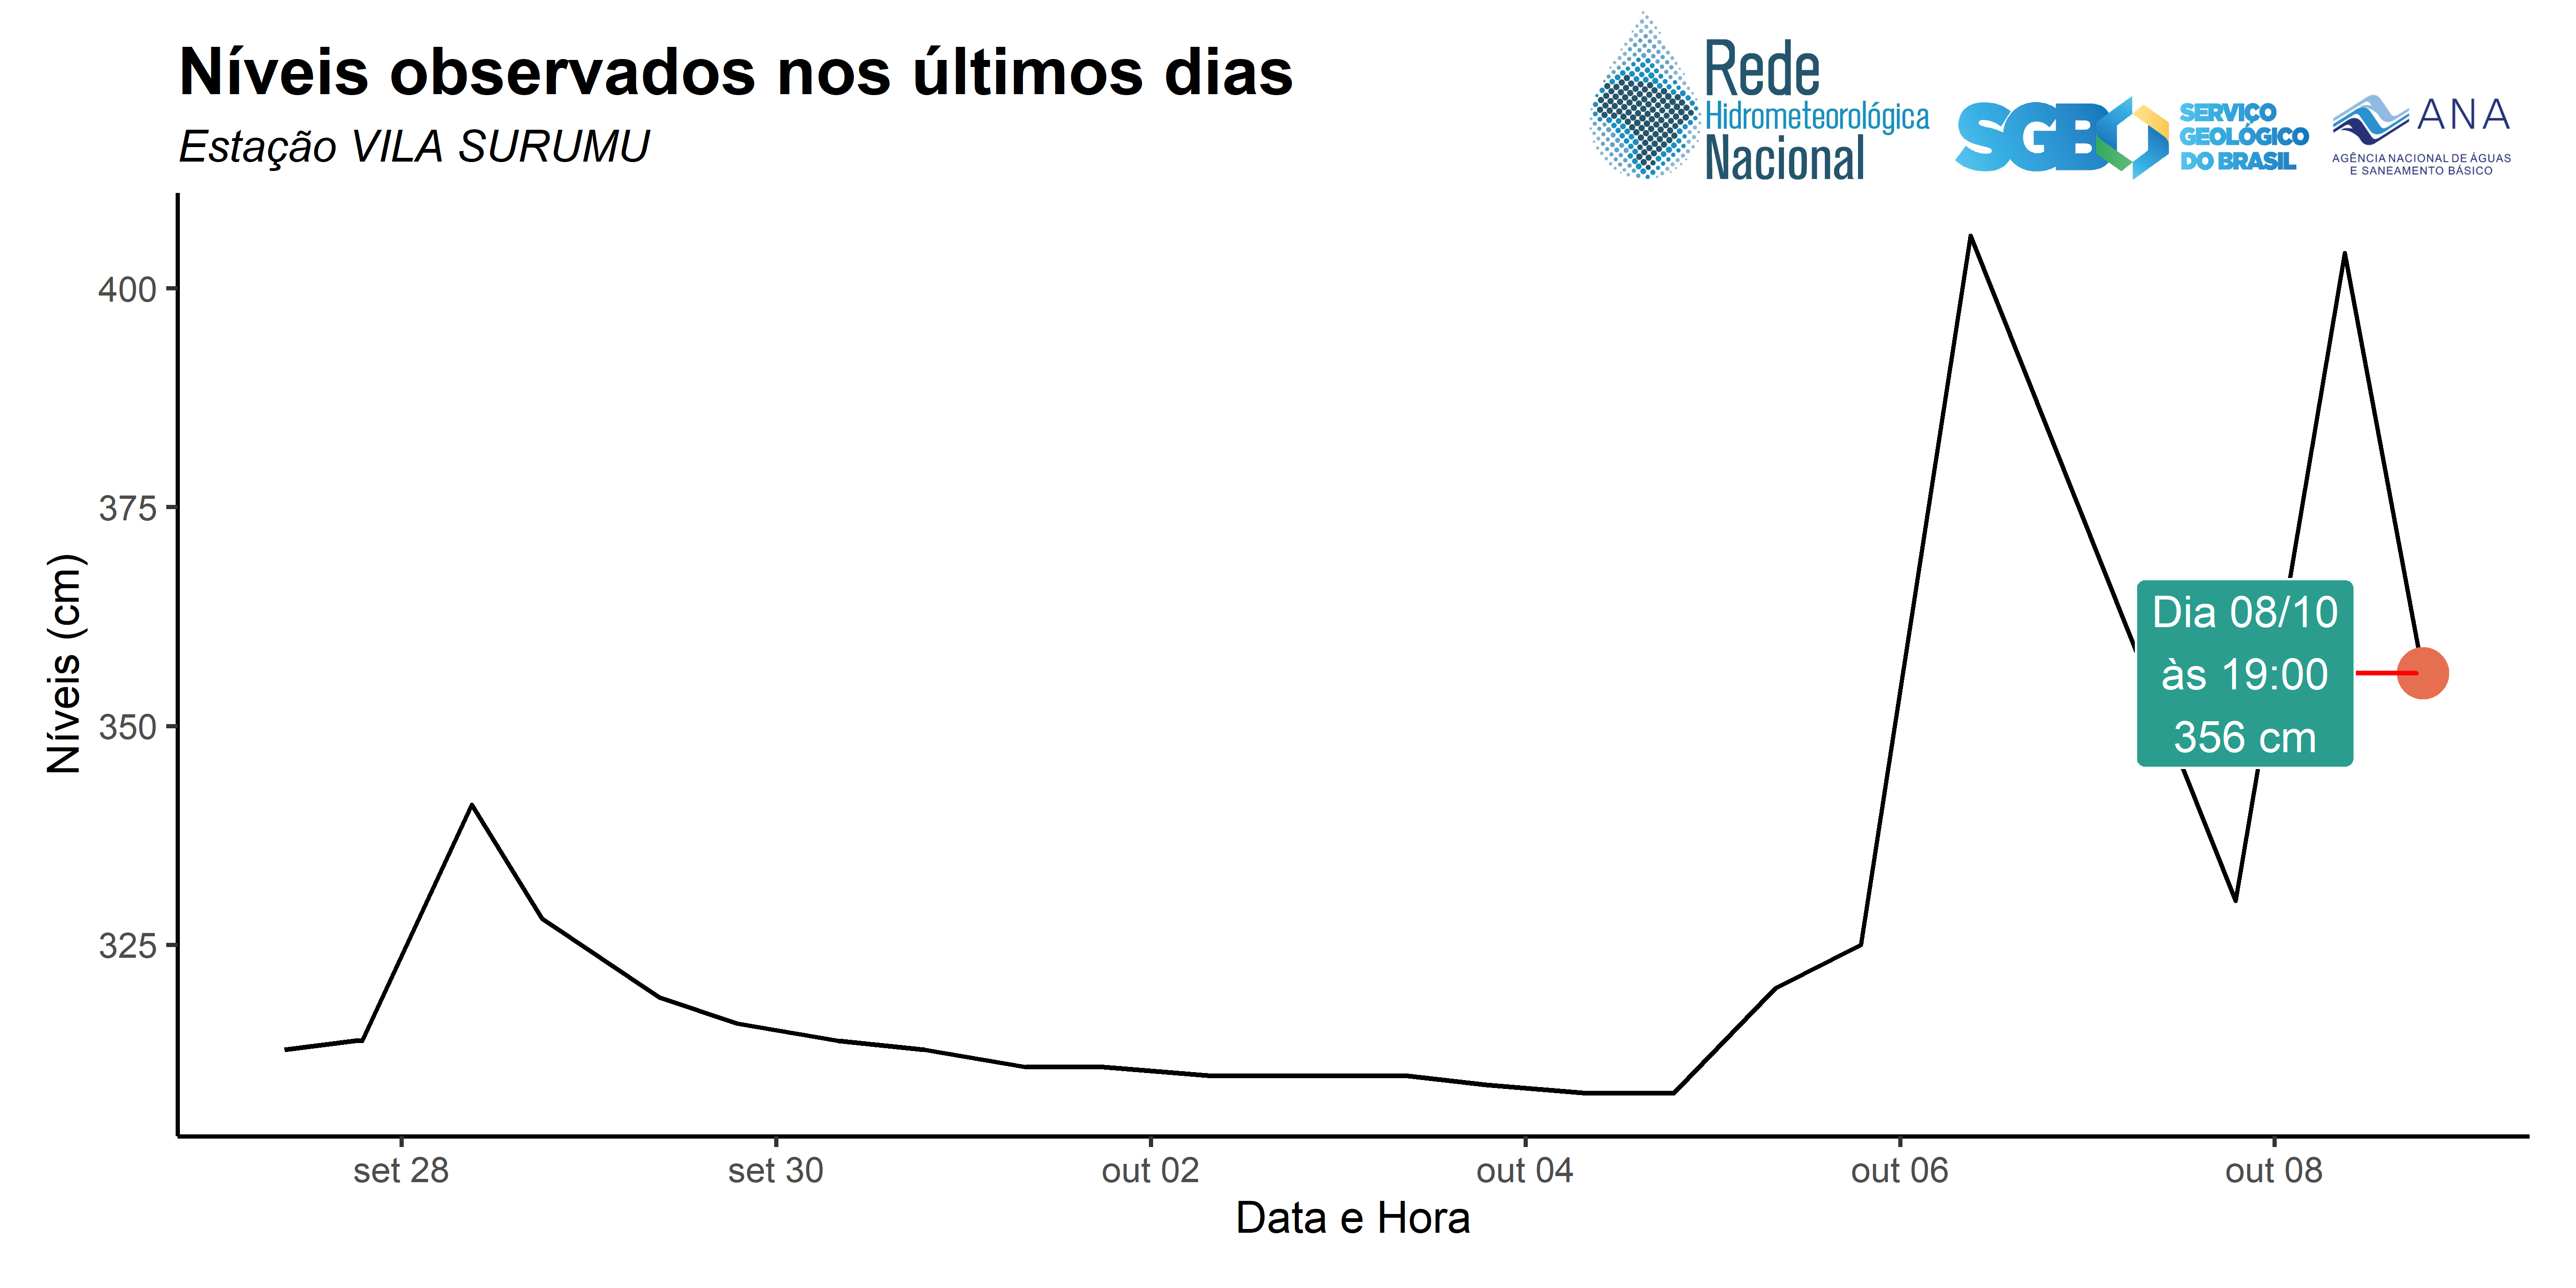 Níveis observados nos últimos dias
Estação VILA SURUMU
Rede
Hidrometeorológica
Nacional
SGB
SERVIÇO
GEOLÓGICO
DO BRASIL
ANA
AGÊNCIA NACIONAL DE ÁGUAS
E SANEAMENTO BÁSICO
Níveis (cm)
400
375
350
325
Dia 08/10
às 19:00
356 cm
set 28
set 30
out 02
out 04
out 06
out 08
Data e Hora